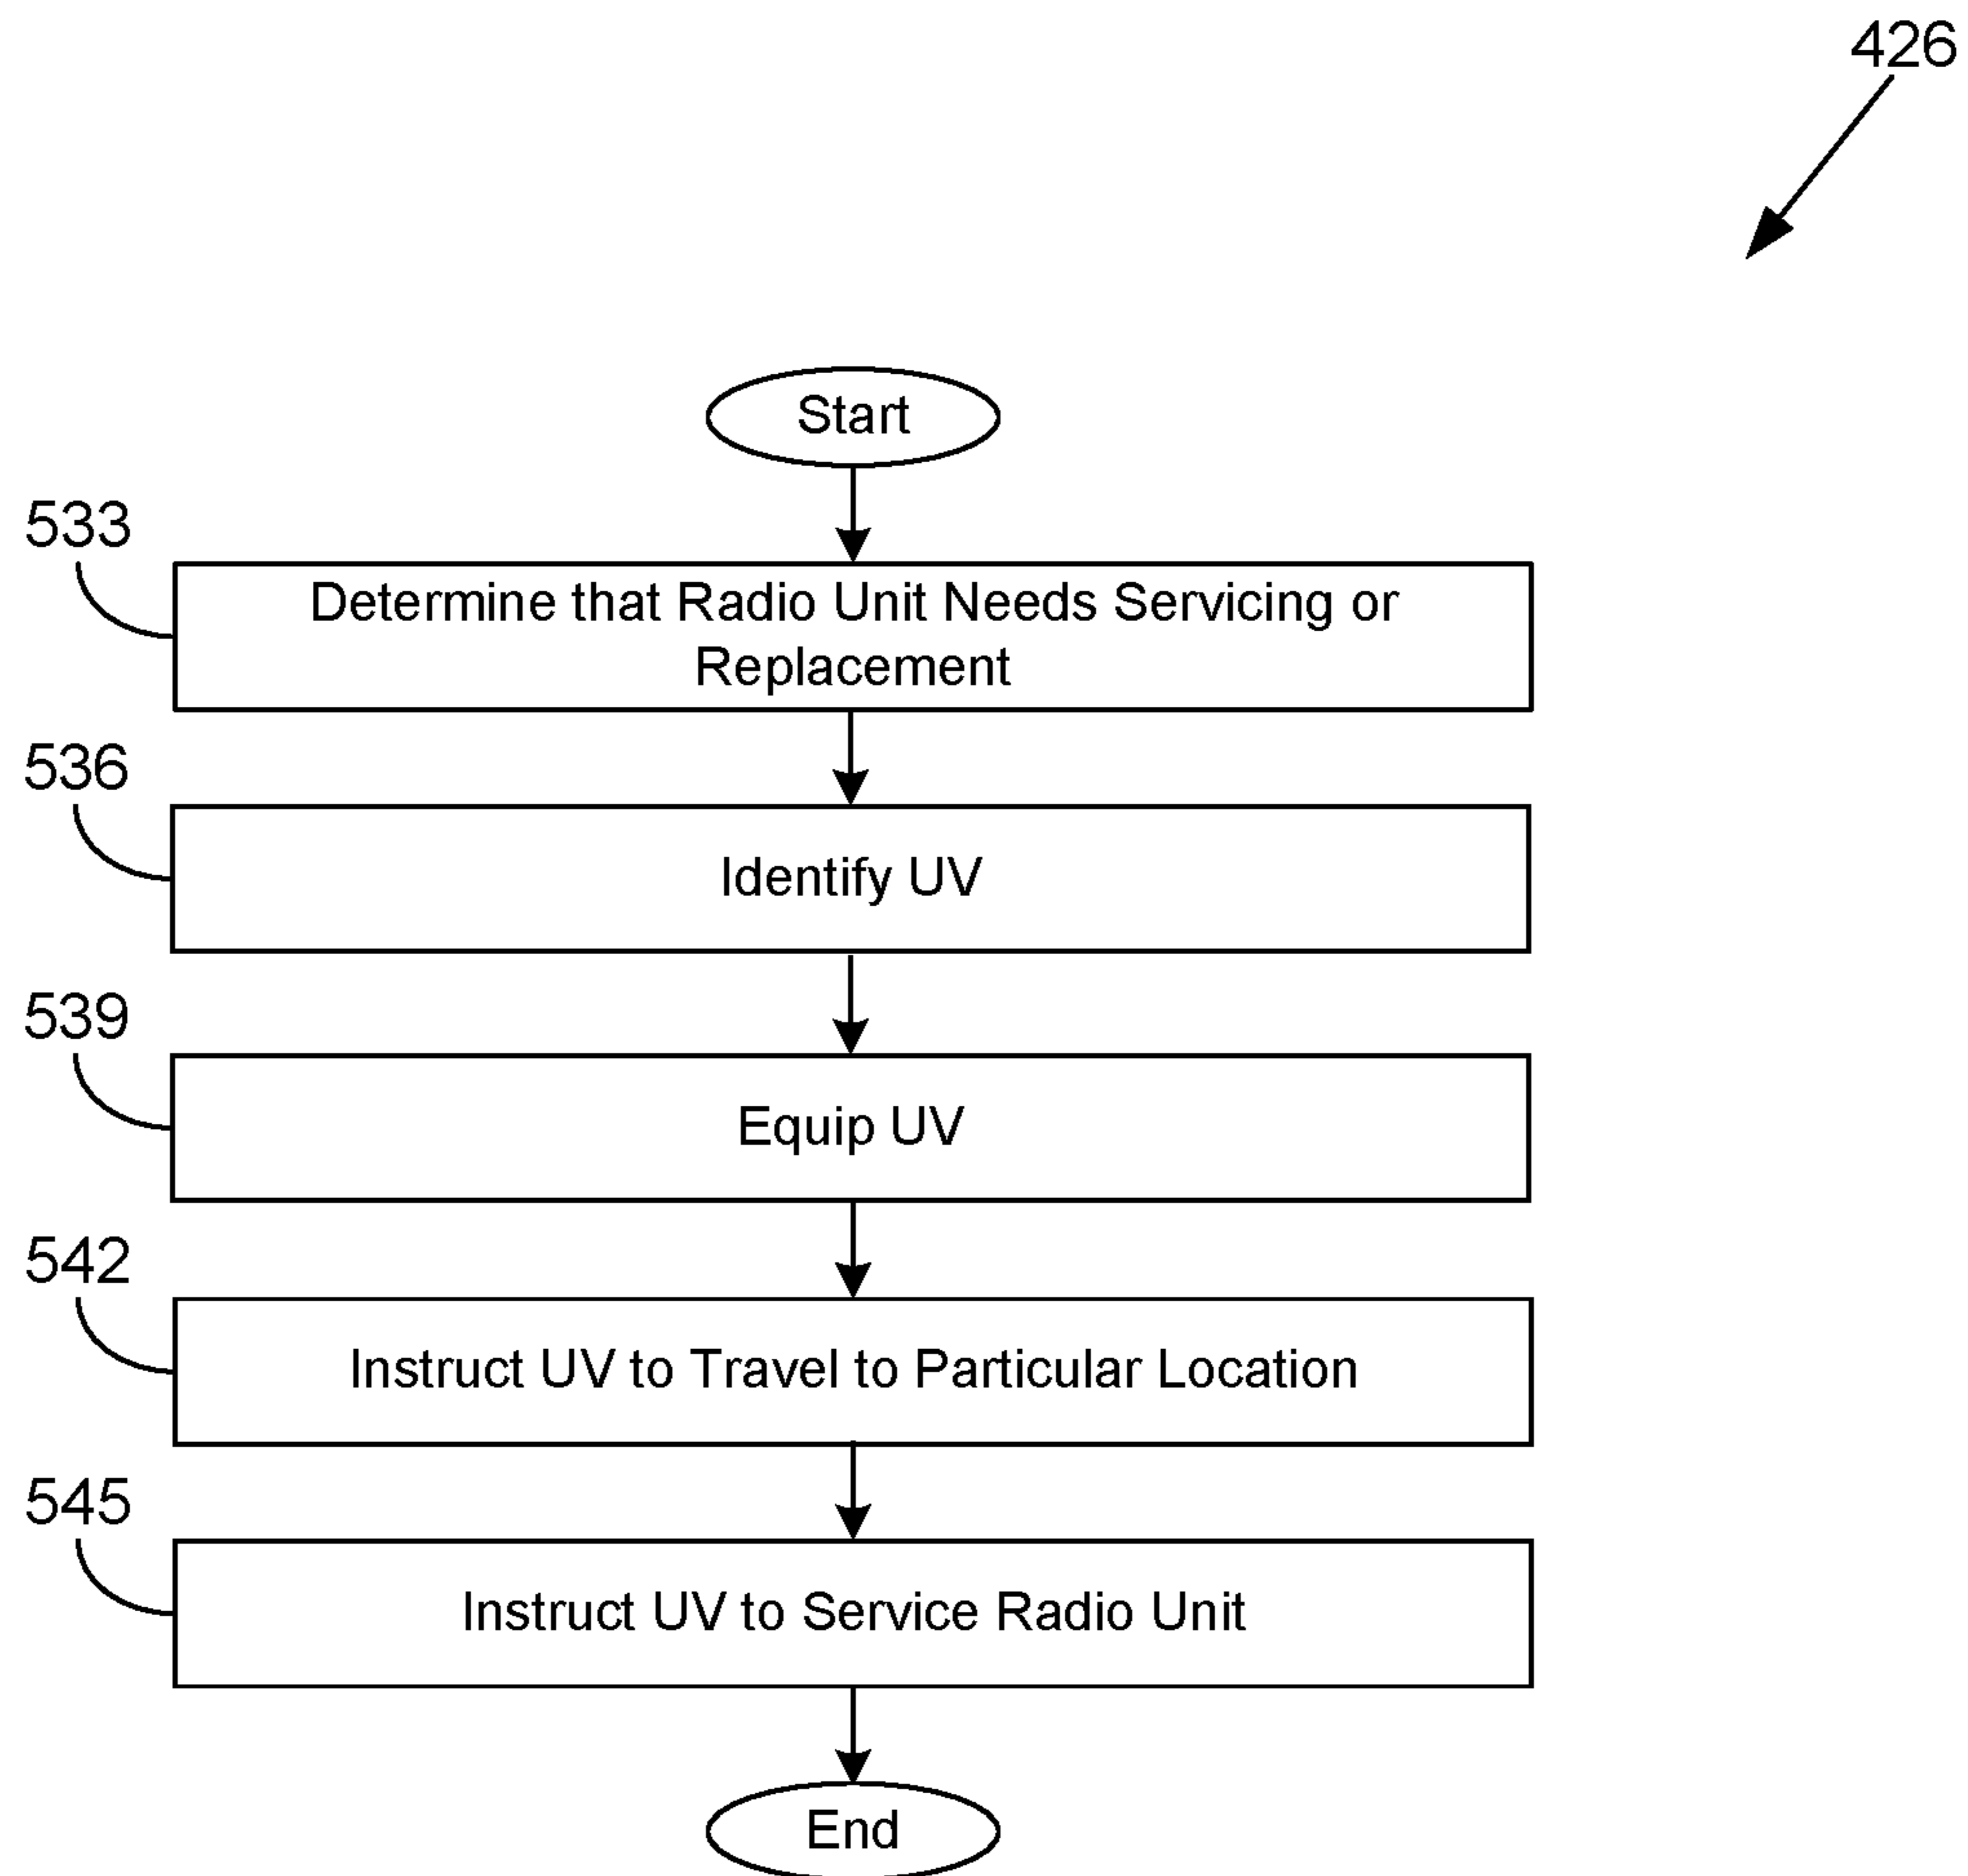 426
Start
533
Determine that Radio Unit Needs Servicing or
Replacement
536
Identify UV
539
Equip UV
542
Instruct UV to Travel to Particular Location
545
Instruct UV to Service Radio Unit
End